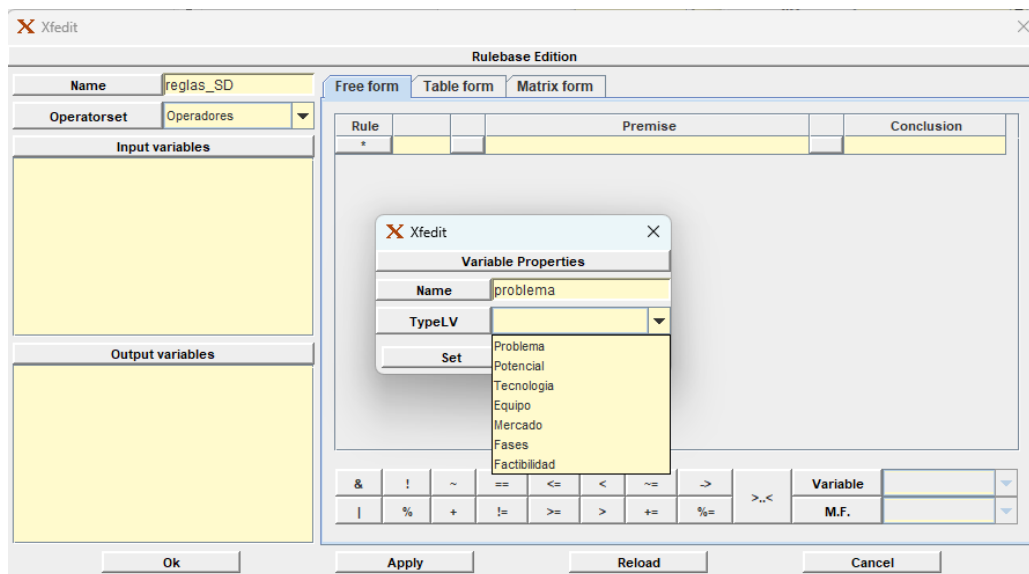 Xfedit
Rulebase Edition
Name reglas_SD
Operatorset Operadores
Input variables
Output variables
Free form Table form Matrix form
Rule Premise Conclusion
*
Xfedit
Variable Properties
Name problema
TypeLV
Set
Problema
Potencial
Tecnologia
Equipo
Mercado
Fases
Factibilidad
& ! ~ == <= < ~= -> >..< Variable
| % + != >= > += %= M.F.
Ok Apply Reload Cancel